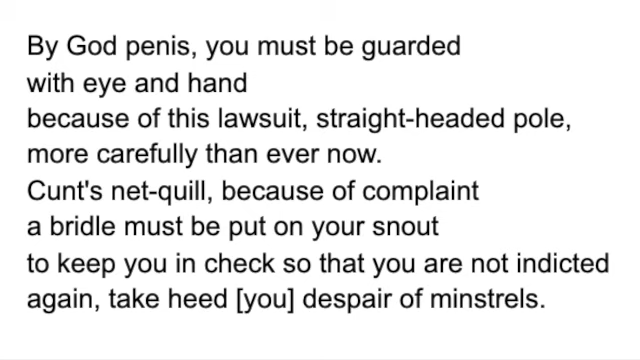 By God penis, you must be guarded
with eye and hand
because of this lawsuit, straight-headed pole,
more carefully than ever now.
Cunt's net-quill, because of complaint
a bridle must be put on your snout
to keep you in check so that you are not indicted
again, take heed [you] despair of minstrels.